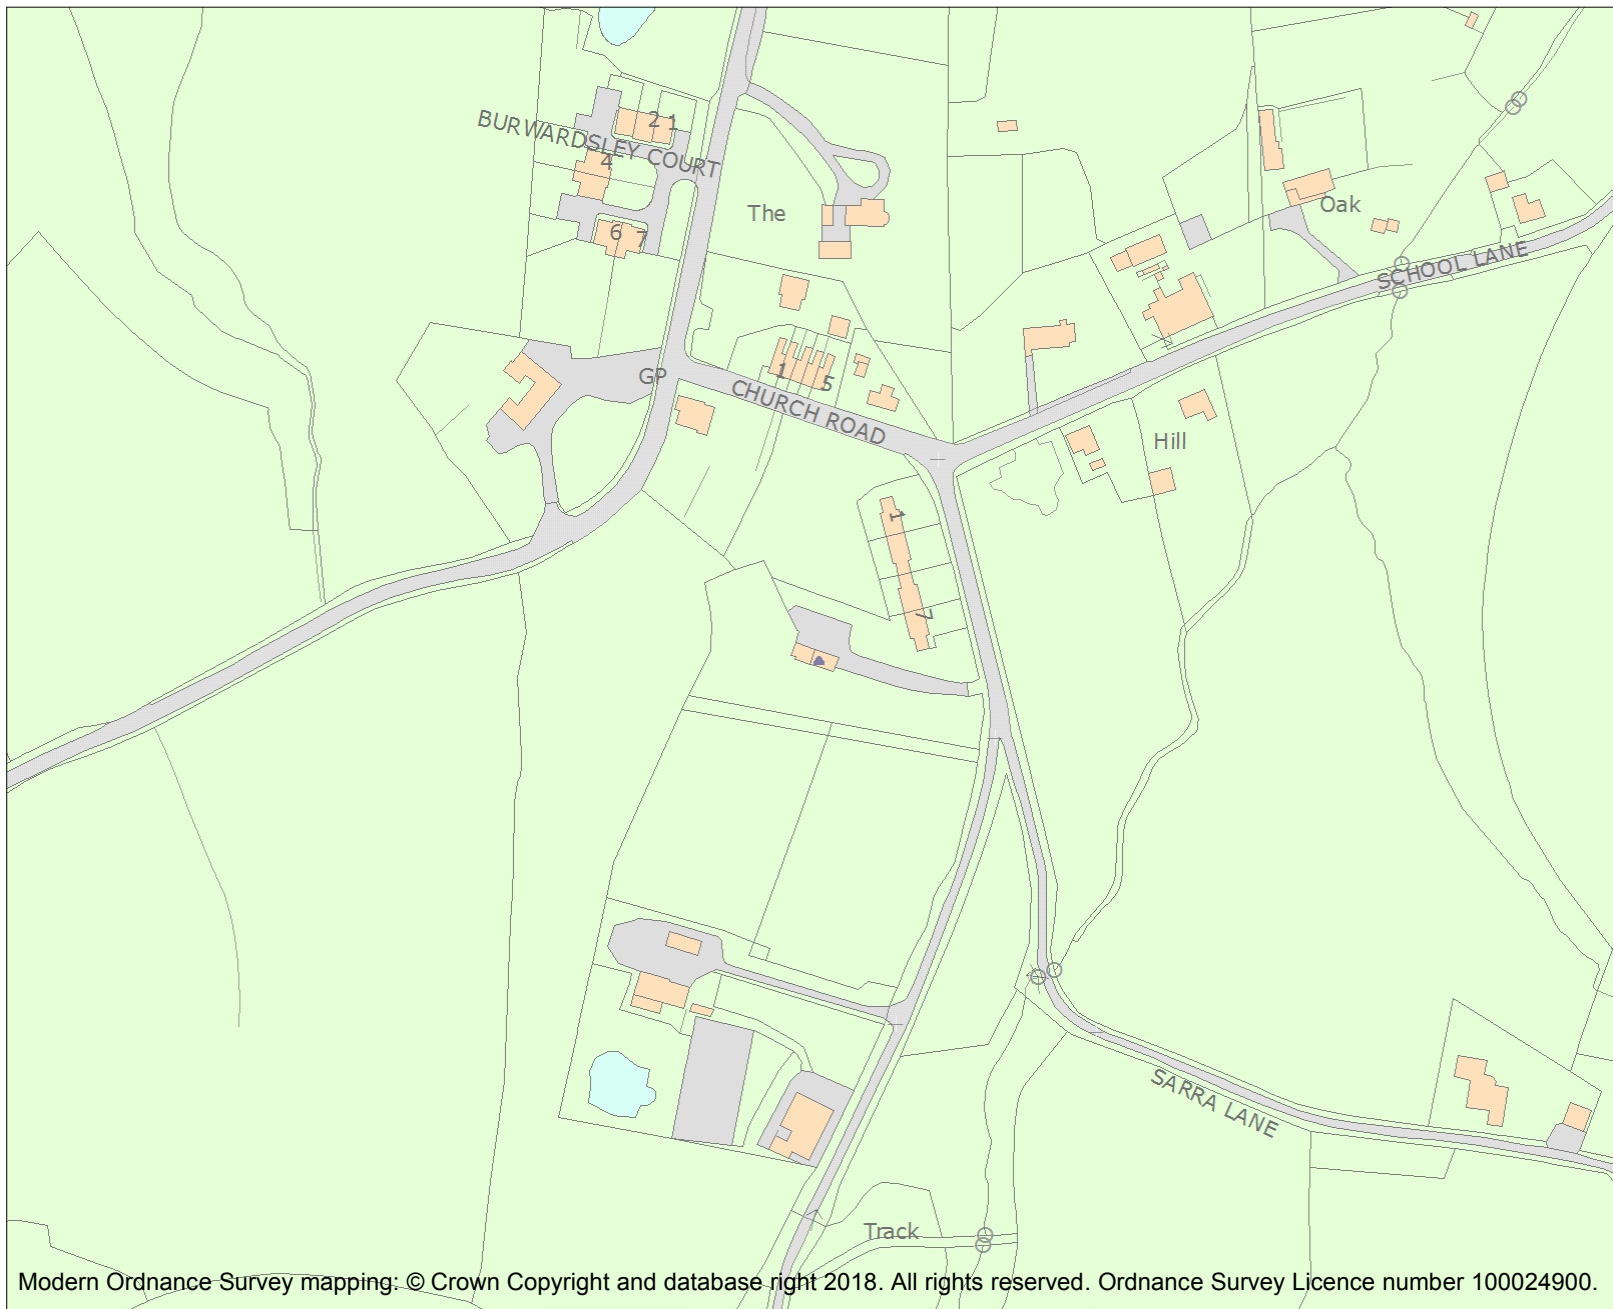 2 1
BURWARDSLEY COURT
4
The
Oak
6 7
SCHOOL LANE
GP
1 5
CHURCH ROAD
Hill
1
7
SARRA LANE
Track
Modern Ordnance Survey mapping: © Crown Copyright and database right 2018. All rights reserved. Ordnance Survey Licence number 100024900.